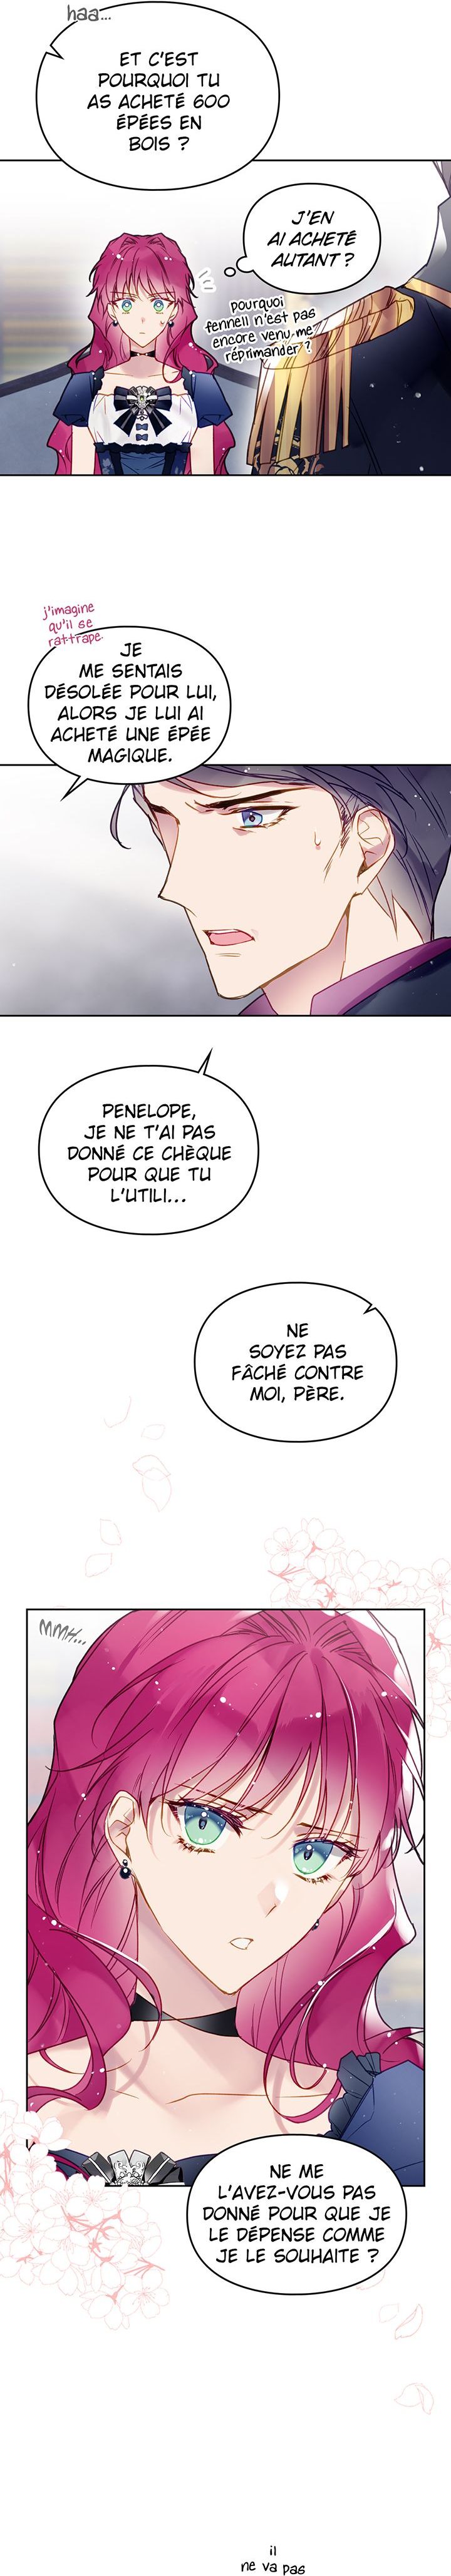 haa...
ET C'EST
POURQUOI TU
AS ACHETÉ 600
ÉPÉES EN
BOIS ?
J'EN
AI ACHETÉ
AUTANT ?
pourquoi
fennell n'est pas
encore venu me
réprimander ?
j'imagine
qu'il se
rattrape.
JE
ME SENTAIS
DÉSOLÉE POUR LUI,
ALORS JE LUI AI
ACHETÉ UNE ÉPÉE
MAGIQUE.
PENELOPE,
JE NE T'AI PAS
DONNÉ CE CHÈQUE
POUR QUE TU
L'UTILI...
NE
SOYEZ PAS
FÂCHÉ CONTRE
MOI, PÈRE.
MMH...
NE ME
L'AVEZ-VOUS PAS
DONNÉ POUR QUE JE
LE DÉPENSE COMME
JE LE SOUHAITE ?
il
ne va pas